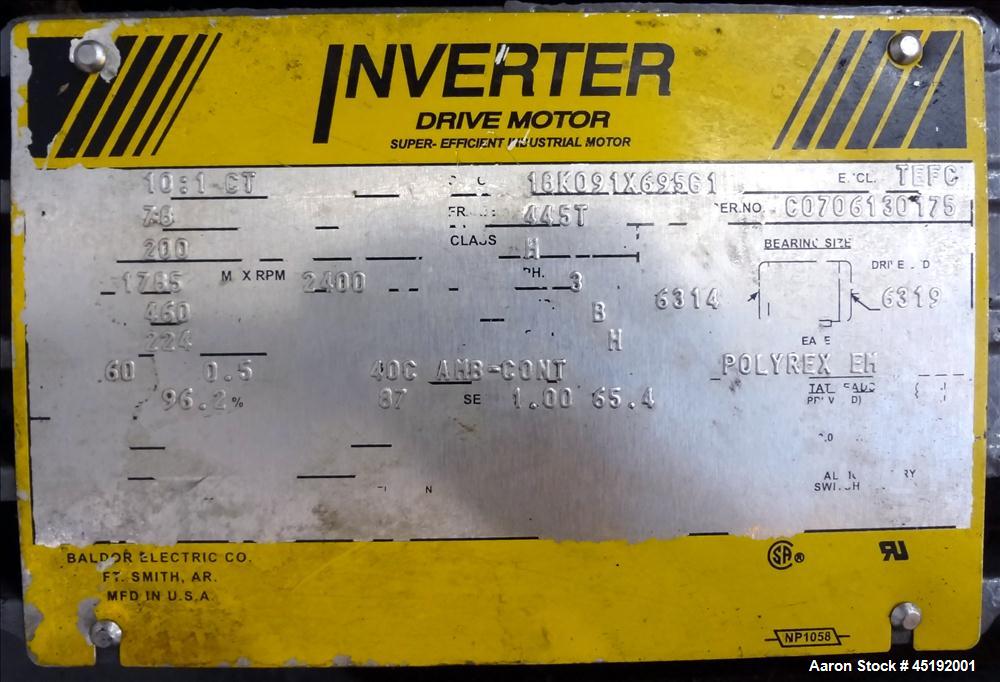 INVERTER
DRIVE MOTOR
SUPER-EFFICIENT INDUSTRIAL MOTOR
10:1 CT 18K091X695G1 TEFC
78 445T SER.NO. C0706130175
200 CLASS H BEARING SIZE
1785 MAX RPM 2400 PH. 3
6314 6319
460 B
224 H
60 0.5 40C AMB-CONT POLYREX EM
96.2 % 87 SE 1.00 65.4
BALDOR ELECTRIC CO.
FT. SMITH, AR.
MFD IN U.S.A.
SA®
NP1058
Aaron Stock # 45192001